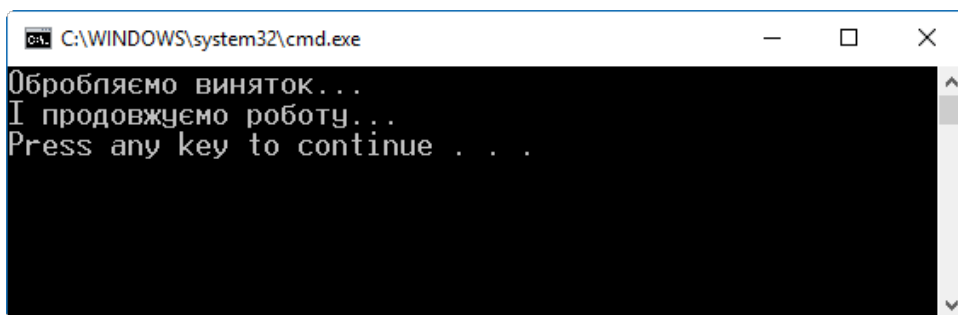 C:\WINDOWS\system32\cmd.exe
Обробляємо виняток...
І продовжуємо роботу...
Press any key to continue . . .